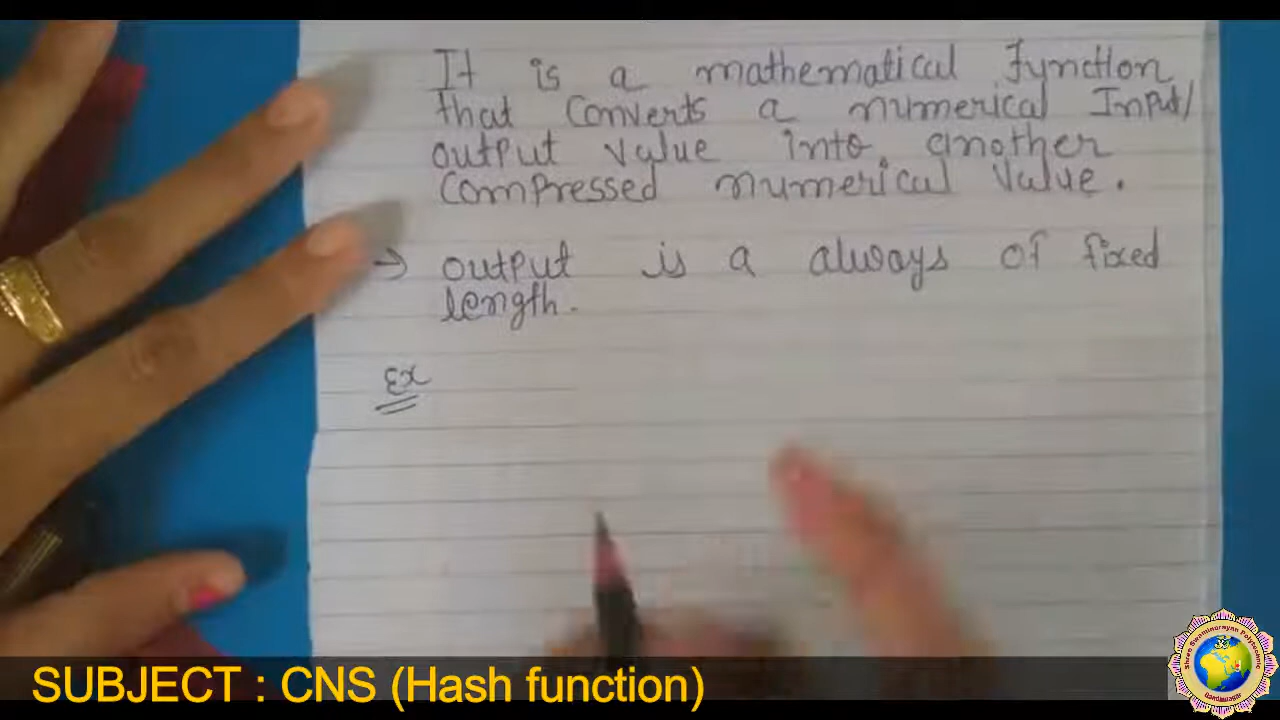 It is a mathematical function
that converts a numerical Input/
output value into another
compressed numerical value.
→ output is a always of fixed
length.
Ex
SUBJECT : CNS (Hash function)